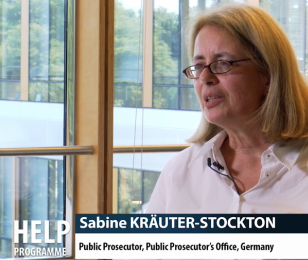 HELP
PROGRAMME
Sabine KRÄUTER-STOCKTON
Public Prosecutor, Public Prosecutor's Office, Germany